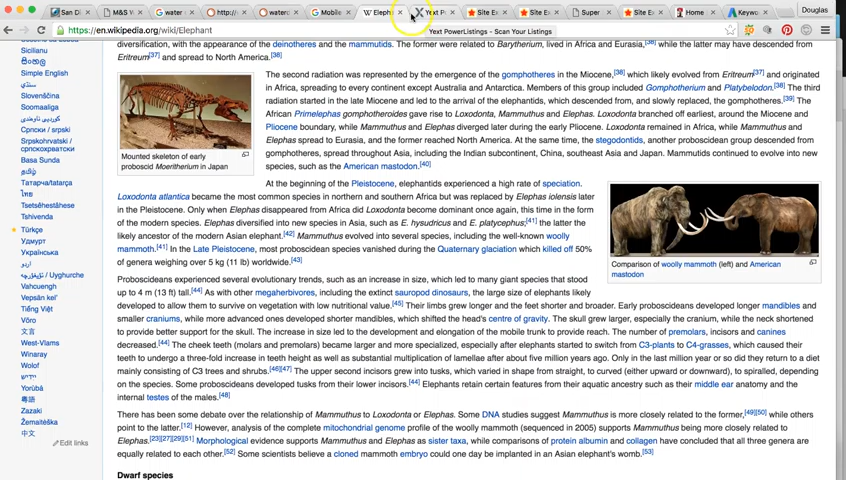 San Di
M&S W
water
http://
waterc
Mobile
Eleph
Yext P
Site Ex
Site Ex
Super
Site Ex
Home
Keywo
Douglas
https://en.wikipedia.org/wiki/Elephant
Yext PowerListings - Scan Your Listings
Sicilianu
සිංහල
Simple English
سنڌي
Slovenščina
Soomaaliga
کوردیی ناوەندی
Српски / srpski
Srpskohrvatski /
српскохрватски
Basa Sunda
தமிழ்
Татарча/tatarça
Tsetsêhestâhese
Tshivenda
Türkçe
Удмурт
Українська
اردو
ئۇيغۇرچە / Uyghurche
Vahcuengh
Vepsän kel'
Tiếng Việt
Võro
文言
West-Vlams
Winaray
Wolof
ייִדיש
Yorùbá
粵語
Zazaki
Žemaitėška
中文
Edit links
diversification, with the appearance of the deinotheres and the mammutids. The former were related to Barytherium, lived in Africa and Eurasia,[36] while the latter may have descended from
Eritreum[37] and spread to North America.[38]
Mounted skeleton of early
proboscid Moeritherium in Japan
The second radiation was represented by the emergence of the gomphotheres in the Miocene,[38] which likely evolved from Eritreum[37] and originated
in Africa, spreading to every continent except Australia and Antarctica. Members of this group included Gomphotherium and Platybelodon.[38] The third
radiation started in the late Miocene and led to the arrival of the elephantids, which descended from, and slowly replaced, the gomphotheres.[39] The
African Primelephas gomphotheroides gave rise to Loxodonta, Mammuthus and Elephas. Loxodonta branched off earliest, around the Miocene and
Pliocene boundary, while Mammuthus and Elephas diverged later during the early Pliocene. Loxodonta remained in Africa, while Mammuthus and
Elephas spread to Eurasia, and the former reached North America. At the same time, the stegodontids, another proboscidean group descended from
gomphotheres, spread throughout Asia, including the Indian subcontinent, China, southeast Asia and Japan. Mammutids continued to evolve into new
species, such as the American mastodon.[40]
At the beginning of the Pleistocene, elephantids experienced a high rate of speciation.
Loxodonta atlantica became the most common species in northern and southern Africa but was replaced by Elephas iolensis later
in the Pleistocene. Only when Elephas disappeared from Africa did Loxodonta become dominant once again, this time in the form
of the modern species. Elephas diversified into new species in Asia, such as E. hysudricus and E. platycephus;[41] the latter the
likely ancestor of the modern Asian elephant.[42] Mammuthus evolved into several species, including the well-known woolly
mammoth.[41] In the Late Pleistocene, most proboscidean species vanished during the Quaternary glaciation which killed off 50%
of genera weighing over 5 kg (11 lb) worldwide.[43]
Comparison of woolly mammoth (left) and American
mastodon
Proboscideans experienced several evolutionary trends, such as an increase in size, which led to many giant species that stood
up to 4 m (13 ft) tall.[44] As with other megaherbivores, including the extinct sauropod dinosaurs, the large size of elephants likely
developed to allow them to survive on vegetation with low nutritional value.[45] Their limbs grew longer and the feet shorter and broader. Early proboscideans developed longer mandibles and
smaller craniums, while more advanced ones developed shorter mandibles, which shifted the head's centre of gravity. The skull grew larger, especially the cranium, while the neck shortened
to provide better support for the skull. The increase in size led to the development and elongation of the mobile trunk to provide reach. The number of premolars, incisors and canines
decreased.[44] The cheek teeth (molars and premolars) became larger and more specialized, especially after elephants started to switch from C3-plants to C4-grasses, which caused their
teeth to undergo a three-fold increase in teeth height as well as substantial multiplication of lamellae after about five million years ago. Only in the last million year or so did they return to a diet
mainly consisting of C3 trees and shrubs.[46][47] The upper second incisors grew into tusks, which varied in shape from straight, to curved (either upward or downward), to spiralled, depending
on the species. Some proboscideans developed tusks from their lower incisors.[44] Elephants retain certain features from their aquatic ancestry such as their middle ear anatomy and the
internal testes of the males.[48]
There has been some debate over the relationship of Mammuthus to Loxodonta or Elephas. Some DNA studies suggest Mammuthus is more closely related to the former,[49][50] while others
point to the latter.[12] However, analysis of the complete mitochondrial genome profile of the woolly mammoth (sequenced in 2005) supports Mammuthus being more closely related to
Elephas.[23][27][29][51] Morphological evidence supports Mammuthus and Elephas as sister taxa, while comparisons of protein albumin and collagen have concluded that all three genera are
equally related to each other.[52] Some scientists believe a cloned mammoth embryo could one day be implanted in an Asian elephant's womb.[53]
Dwarf species